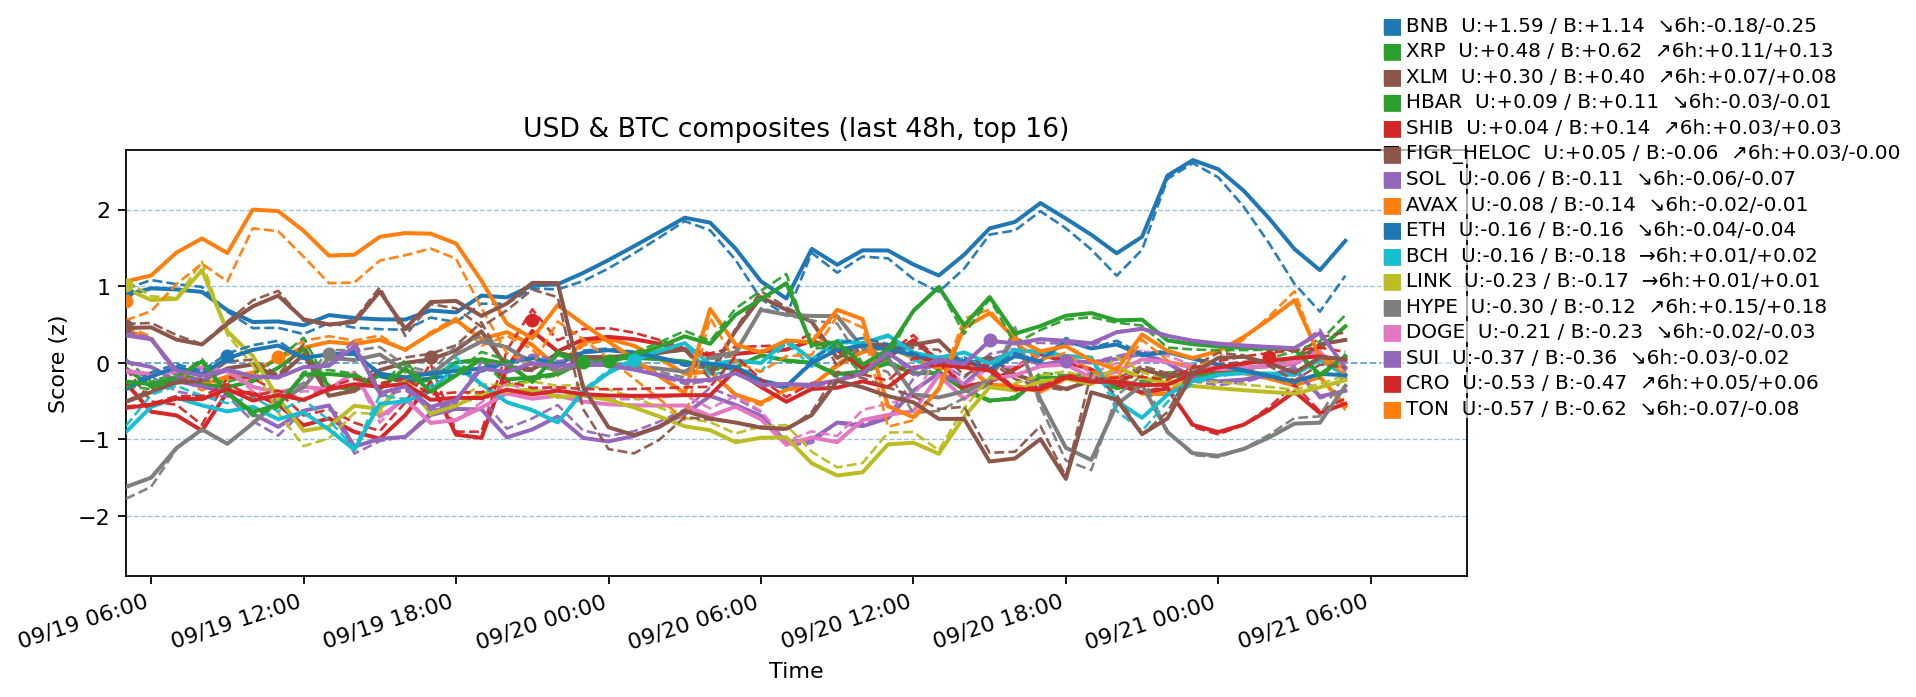 USD & BTC composites (last 48h, top 16)
BNB U:+1.59 / B:+1.14 ↘6h:-0.18/-0.25
XRP U:+0.48 / B:+0.62 ↗6h:+0.11/+0.13
XLM U:+0.30 / B:+0.40 ↗6h:+0.07/+0.08
HBAR U:+0.09 / B:+0.11 ↘6h:-0.03/-0.01
SHIB U:+0.04 / B:+0.14 ↗6h:+0.03/+0.03
FIGR_HELOC U:+0.05 / B:-0.06 ↗6h:+0.03/-0.00
SOL U:-0.06 / B:-0.11 ↘6h:-0.06/-0.07
AVAX U:-0.08 / B:-0.14 ↘6h:-0.02/-0.01
ETH U:-0.16 / B:-0.16 ↘6h:-0.04/-0.04
BCH U:-0.16 / B:-0.18 →6h:+0.01/+0.02
LINK U:-0.23 / B:-0.17 →6h:+0.01/+0.01
HYPE U:-0.30 / B:-0.12 ↗6h:+0.15/+0.18
DOGE U:-0.21 / B:-0.23 ↘6h:-0.02/-0.03
SUI U:-0.37 / B:-0.36 ↘6h:-0.03/-0.02
CRO U:-0.53 / B:-0.47 ↗6h:+0.05/+0.06
TON U:-0.57 / B:-0.62 ↘6h:-0.07/-0.08
Score (z)
2
1
0
−1
−2
09/19 06:00
09/19 12:00
09/19 18:00
09/20 00:00
09/20 06:00
09/20 12:00
09/20 18:00
09/21 00:00
09/21 06:00
Time